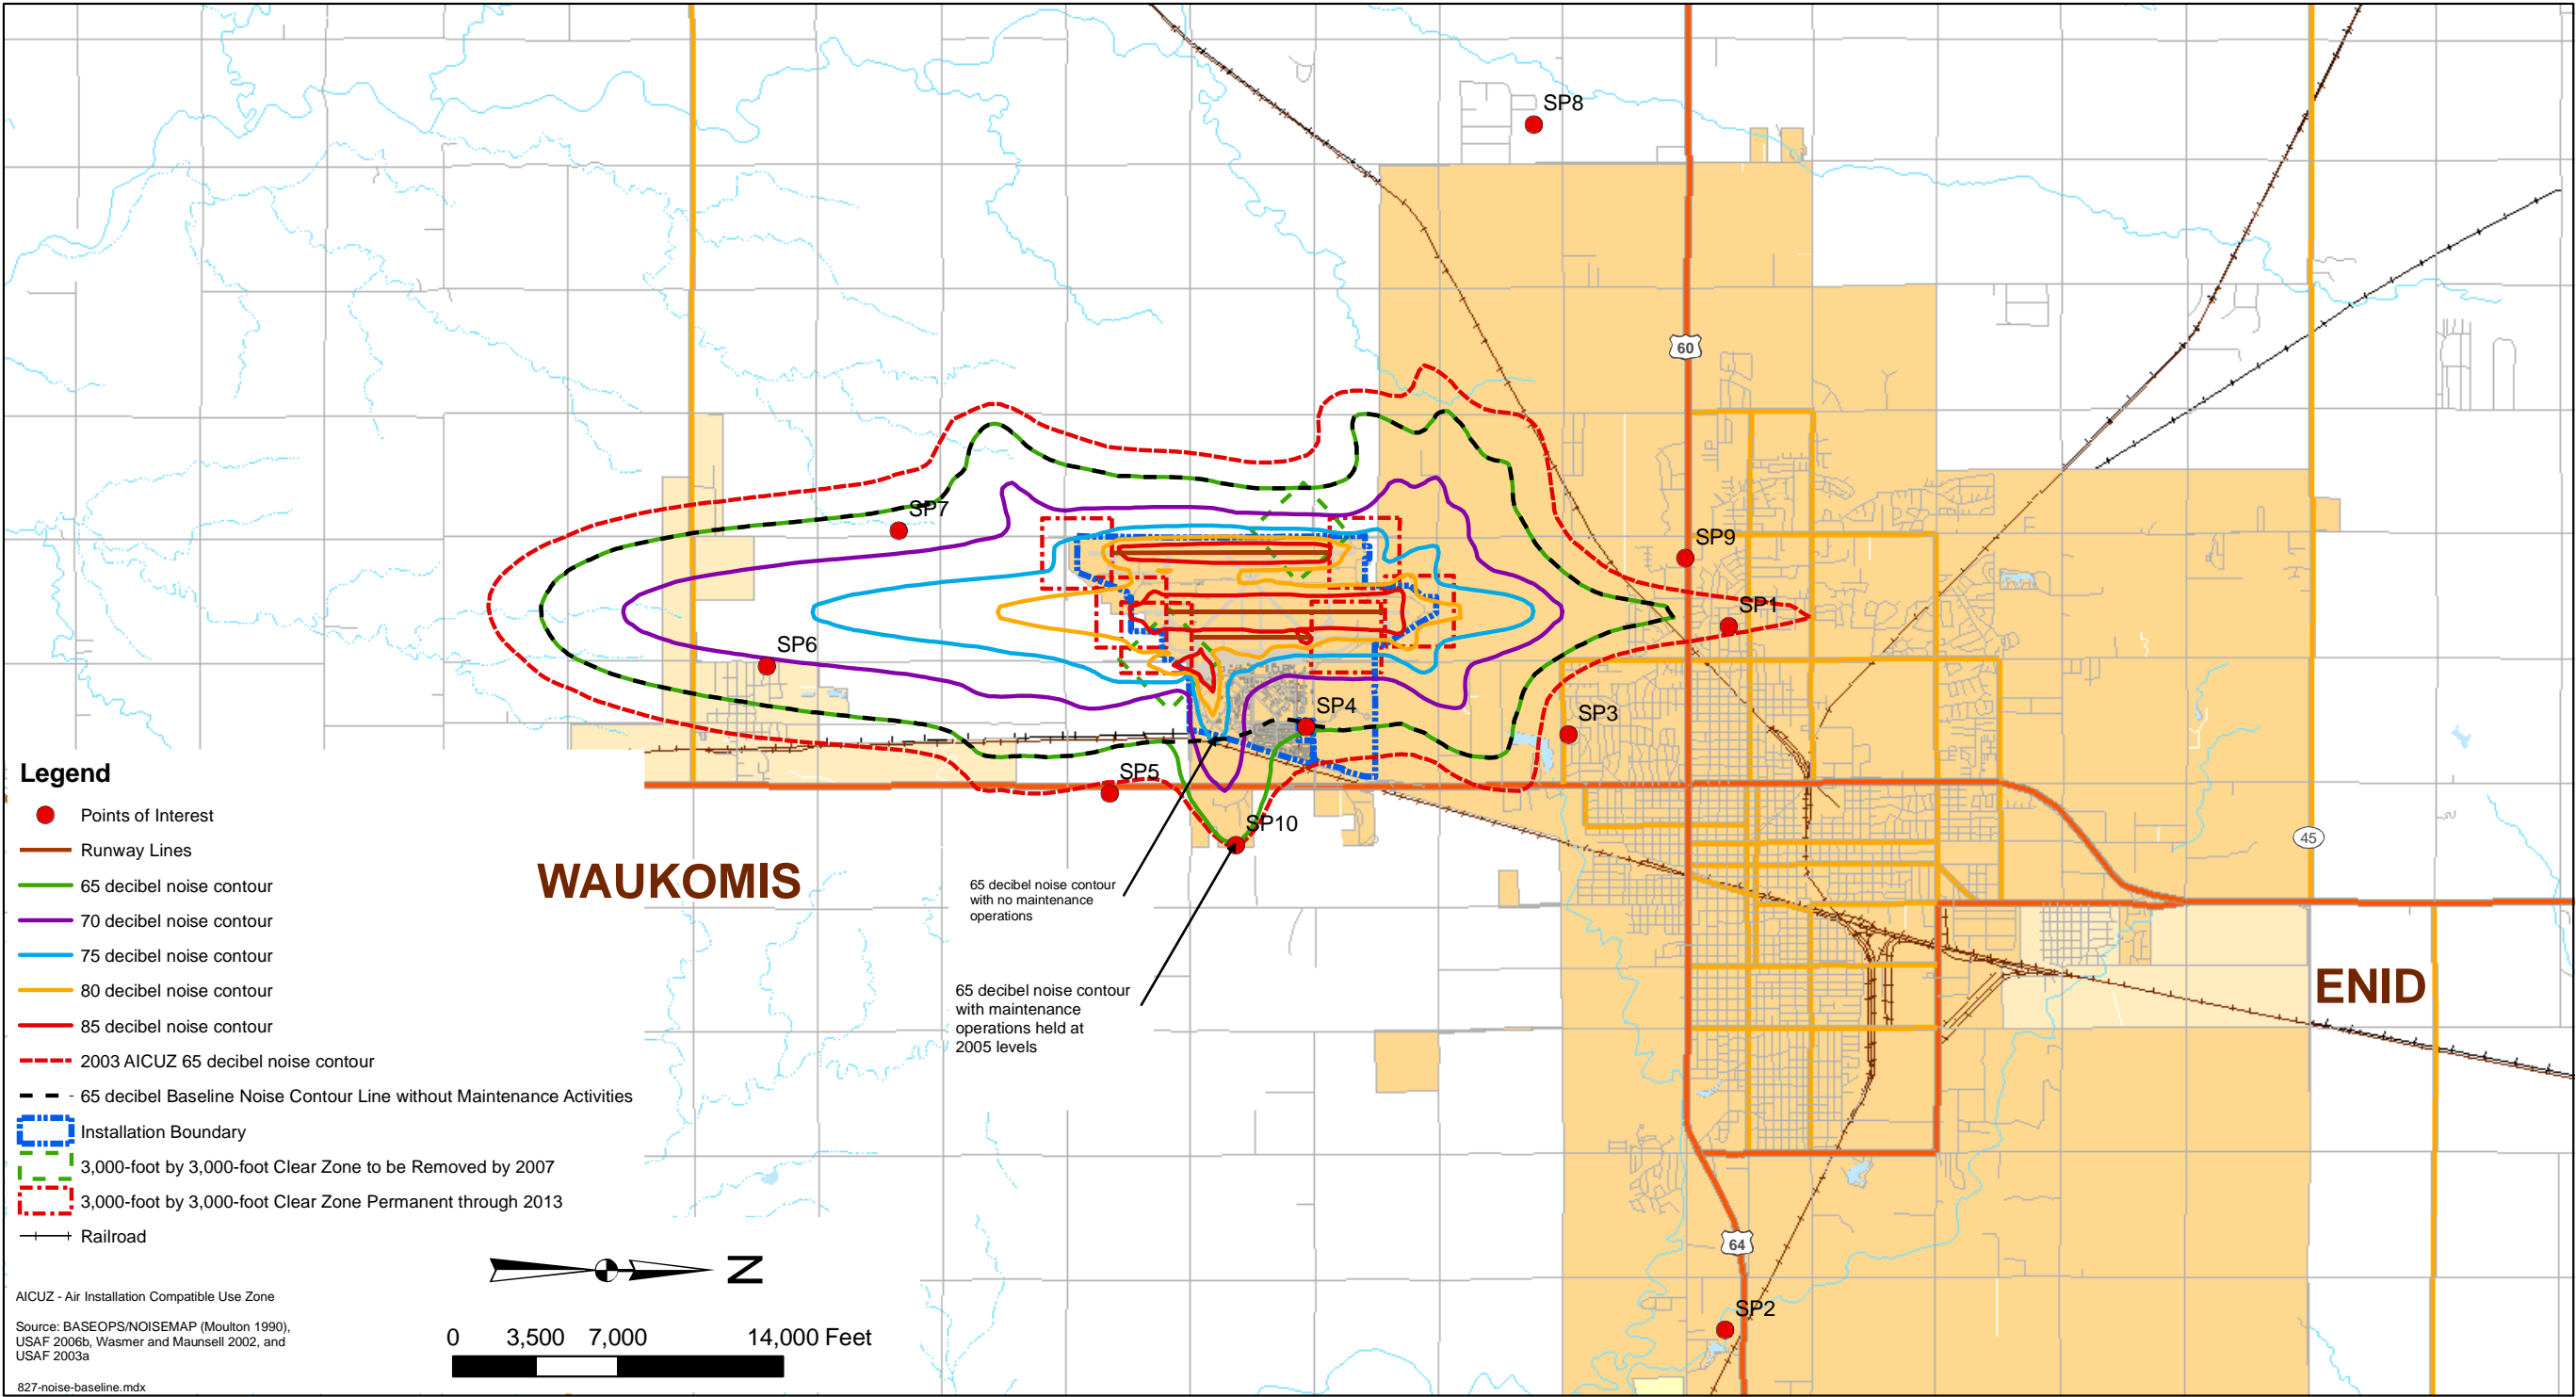 SP8
60
SP7
SP9
SP1
SP6
SP4
SP3
SP5
SP10
45
WAUKOMIS
ENID
65 decibel noise contour
with no maintenance
operations
65 decibel noise contour
with maintenance
operations held at
2005 levels
64
SP2
Legend
Points of Interest
Runway Lines
65 decibel noise contour
70 decibel noise contour
75 decibel noise contour
80 decibel noise contour
85 decibel noise contour
2003 AICUZ 65 decibel noise contour
65 decibel Baseline Noise Contour Line without Maintenance Activities
Installation Boundary
3,000-foot by 3,000-foot Clear Zone to be Removed by 2007
3,000-foot by 3,000-foot Clear Zone Permanent through 2013
Railroad
N
AICUZ - Air Installation Compatible Use Zone
Source: BASEOPS/NOISEMAP (Moulton 1990),
USAF 2006b, Wasmer and Maunsell 2002, and
USAF 2003a
0 3,500 7,000 14,000 Feet
827-noise-baseline.mdx